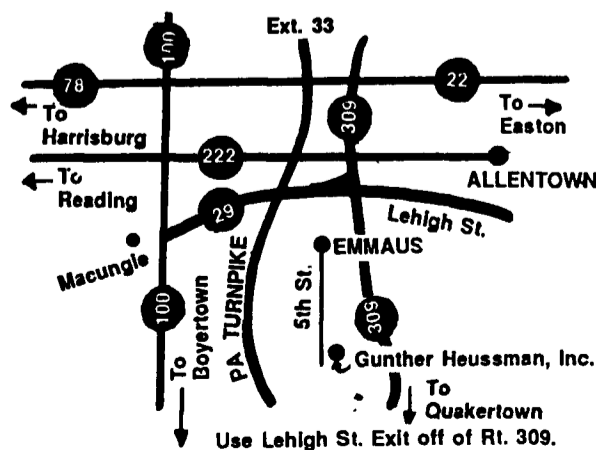 Ext. 33
100
78
22
To
Harrisburg
309
To
Easton
222
To
Reading
ALLENTOWN
29
Lehigh St.
Macungie
EMMAUS
PA TURNPIKE
5th St.
100
309
To
Boyertown
Gunther Heussman, Inc.
To
Quakertown
Use Lehigh St. Exit off of Rt. 309.